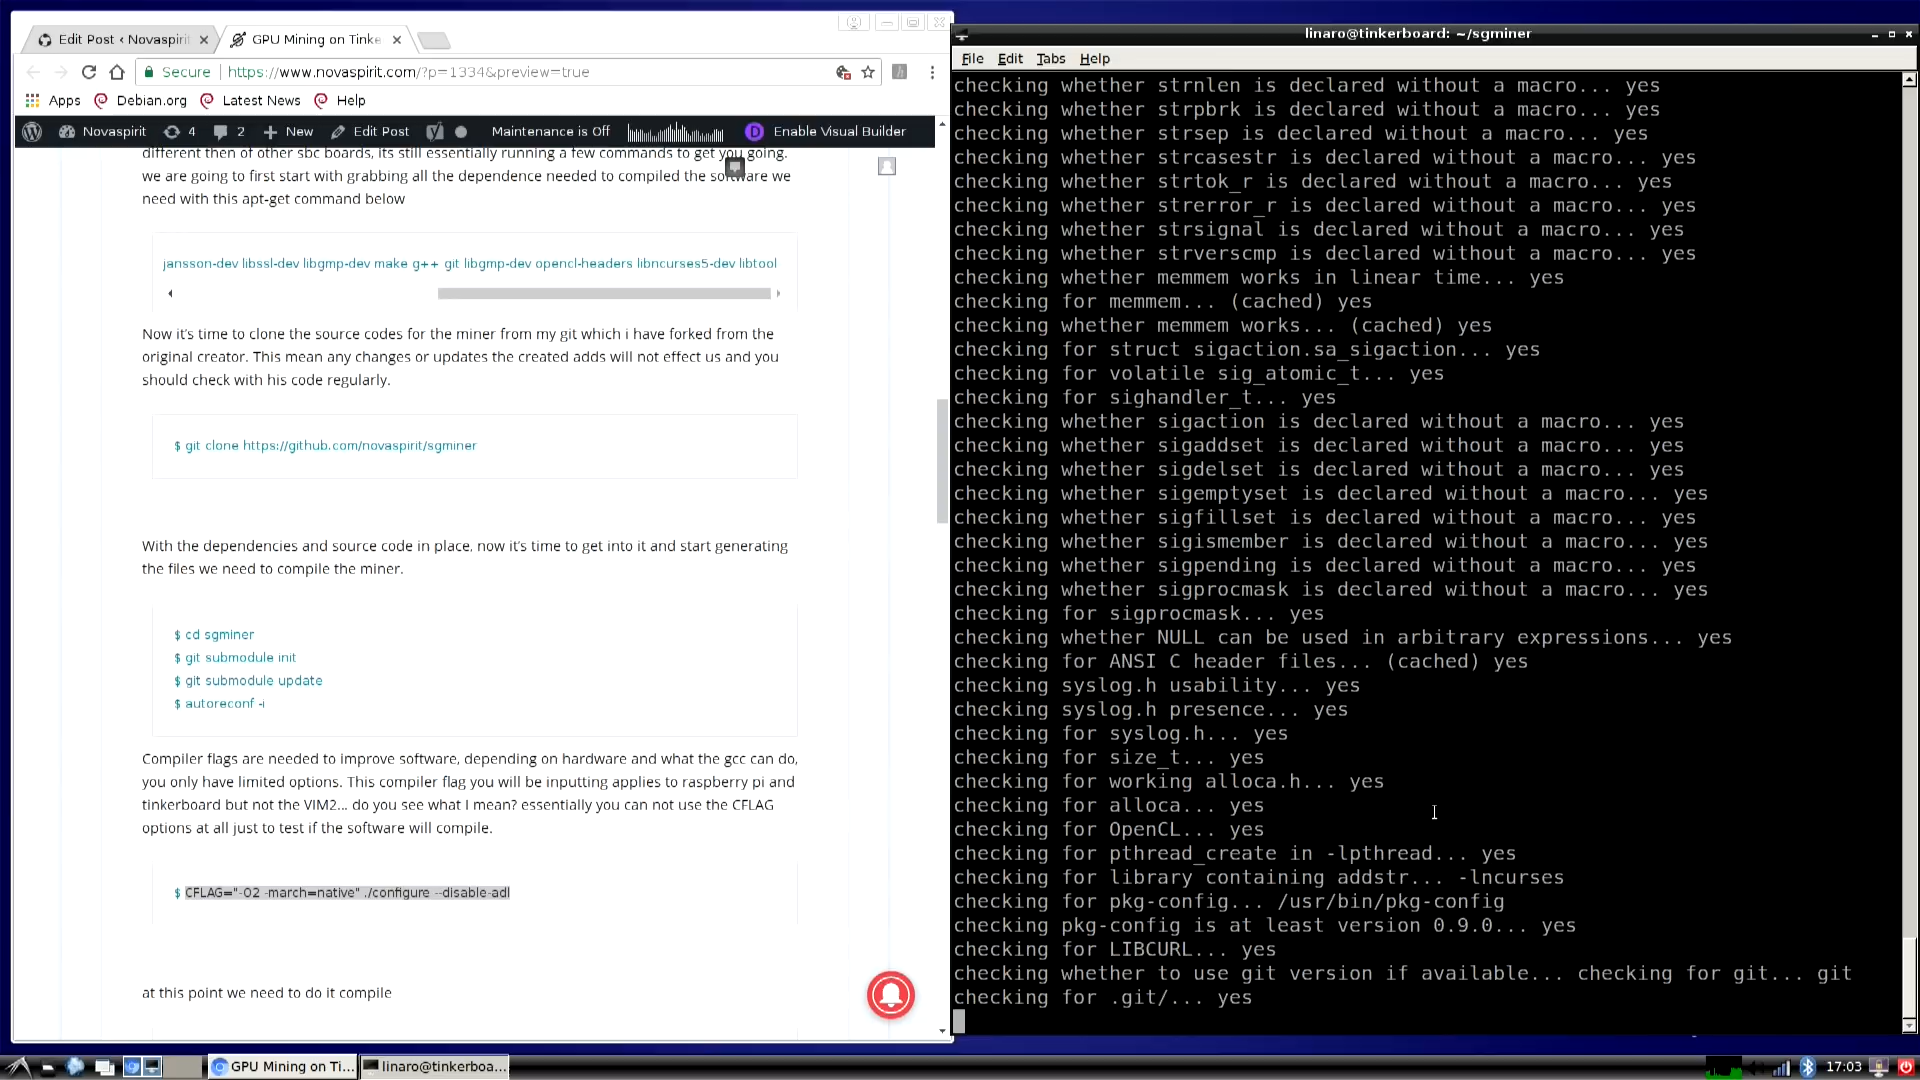 Edit Post ‹ Novaspirit
GPU Mining on Tinke
Secure
https://www.novaspirit.com/?p=1334&preview=true
Apps
Debian.org
Latest News
Help
Novaspirit
4
2
New
Edit Post
Maintenance is Off
Enable Visual Builder
different then of other sbc boards, its still essentially running a few commands to get you going.
we are going to first start with grabbing all the dependence needed to compiled the software we
need with this apt-get command below
jansson-dev libssl-dev libgmp-dev make g++ git libgmp-dev opencl-headers libncurses5-dev libtool
Now it's time to clone the source codes for the miner from my git which i have forked from the
original creator. This mean any changes or updates the created adds will not effect us and you
should check with his code regularly.
$ git clone https://github.com/novaspirit/sgminer
With the dependencies and source code in place, now it's time to get into it and start generating
the files we need to compile the miner.
$ cd sgminer
$ git submodule init
$ git submodule update
$ autoreconf -i
Compiler flags are needed to improve software, depending on hardware and what the gcc can do,
you only have limited options. This compiler flag you will be inputting applies to raspberry pi and
tinkerboard but not the VIM2... do you see what I mean? essentially you can not use the CFLAG
options at all just to test if the software will compile.
$ CFLAG="-O2 -march=native" ./configure --disable-adl
at this point we need to do it compile
linaro@tinkerboard: ~/sgminer
File Edit Tabs Help
checking whether strnlen is declared without a macro... yes
checking whether strpbrk is declared without a macro... yes
checking whether strsep is declared without a macro... yes
checking whether strcasestr is declared without a macro... yes
checking whether strtok_r is declared without a macro... yes
checking whether strerror_r is declared without a macro... yes
checking whether strsignal is declared without a macro... yes
checking whether strverscmp is declared without a macro... yes
checking whether memmem works in linear time... yes
checking for memmem... (cached) yes
checking whether memmem works... (cached) yes
checking for struct sigaction.sa_sigaction... yes
checking for volatile sig_atomic_t... yes
checking for sighandler_t... yes
checking whether sigaction is declared without a macro... yes
checking whether sigaddset is declared without a macro... yes
checking whether sigdelset is declared without a macro... yes
checking whether sigemptyset is declared without a macro... yes
checking whether sigfillset is declared without a macro... yes
checking whether sigismember is declared without a macro... yes
checking whether sigpending is declared without a macro... yes
checking whether sigprocmask is declared without a macro... yes
checking for sigprocmask... yes
checking whether NULL can be used in arbitrary expressions... yes
checking for ANSI C header files... (cached) yes
checking syslog.h usability... yes
checking syslog.h presence... yes
checking for syslog.h... yes
checking for size_t... yes
checking for working alloca.h... yes
checking for alloca... yes
checking for OpenCL... yes
checking for pthread_create in -lpthread... yes
checking for library containing addstr... -lncurses
checking for pkg-config... /usr/bin/pkg-config
checking pkg-config is at least version 0.9.0... yes
checking for LIBCURL... yes
checking whether to use git version if available... checking for git... git
checking for .git/... yes
GPU Mining on Ti...
linaro@tinkerboa...
17:03